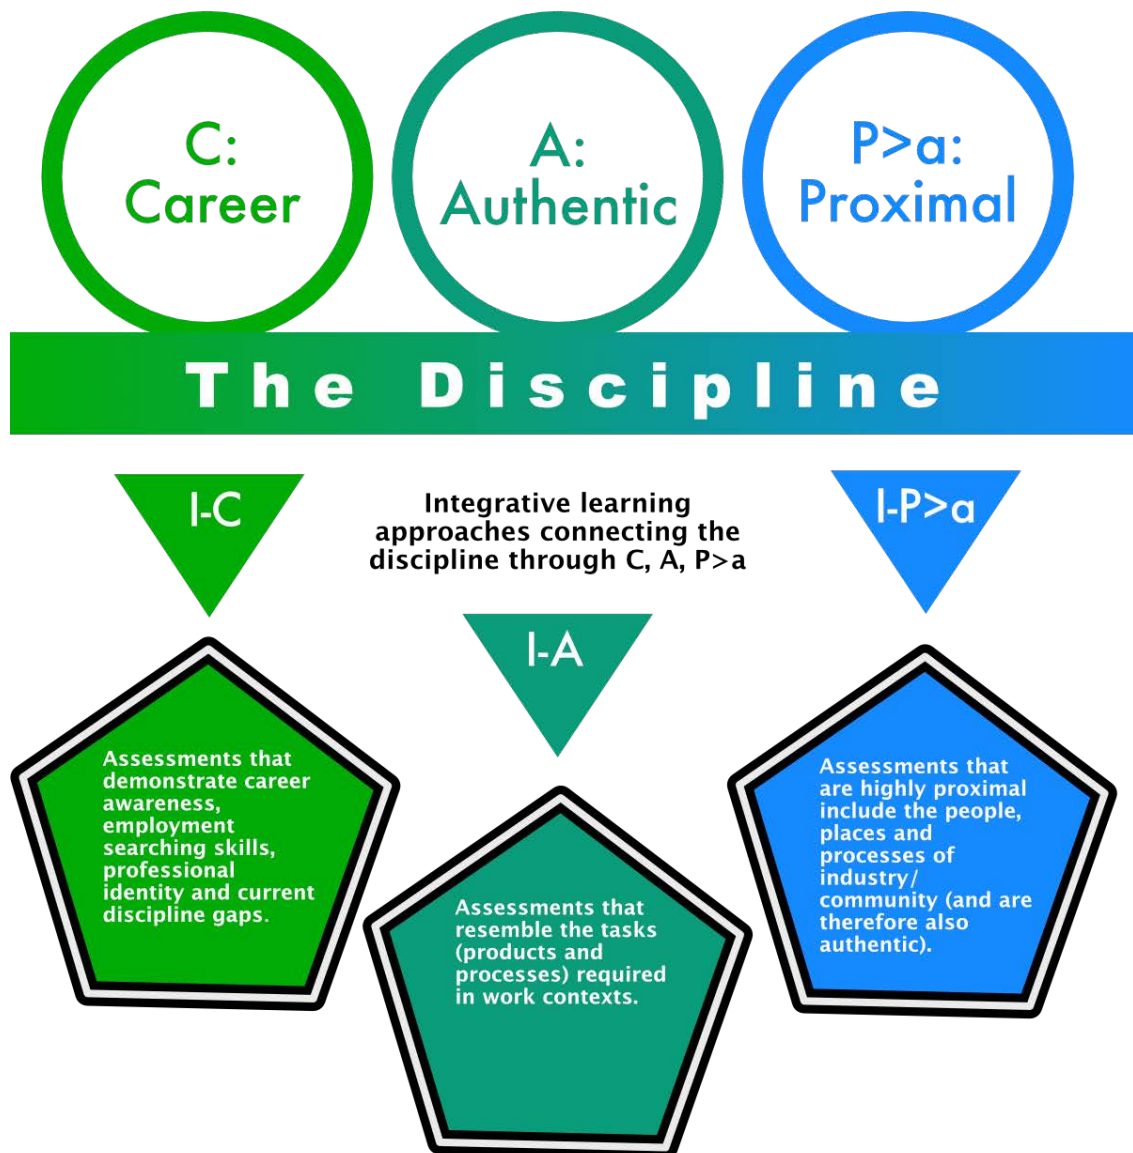 C:
Career
A:
Authentic
P>a:
Proximal
The Discipline
I-C
Integrative learning
approaches connecting the
discipline through C, A, P>a
I-P>a
I-A
Assessments that
demonstrate career
awareness,
employment
searching skills,
professional
identity and current
discipline gaps.
Assessments that
resemble the tasks
(products and
processes) required
in work contexts.
Assessments that
are highly proximal
include the people,
places and
processes of
industry/
community (and are
therefore also
authentic).